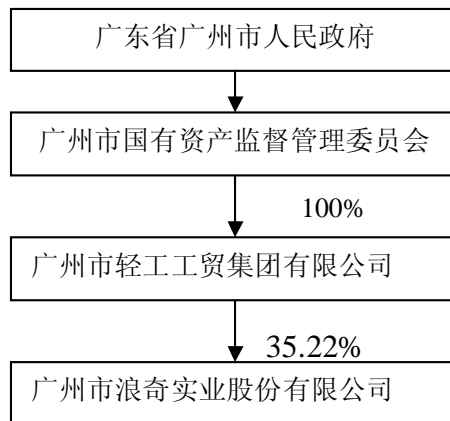 广东省广州市人民政府
广州市国有资产监督管理委员会
100%
广州市轻工工贸集团有限公司
35.22%
广州市浪奇实业股份有限公司